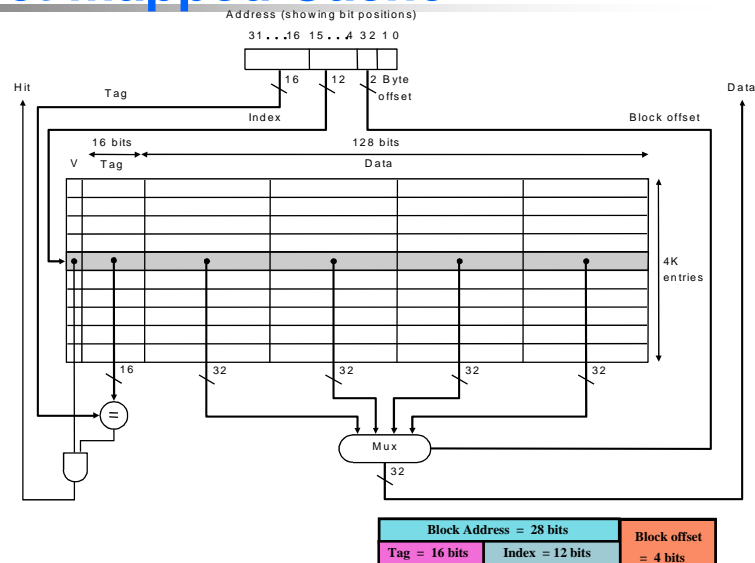 Address (showing bit positions)
31...16 15...4 32 1 0
16 12 2 Byte
offset
Hit
Data
Tag
Index
Block offset
16 bits
128 bits
V Tag Data
4K
entries
16 32 32 32 32
=
Mux
32
Block Address = 28 bits
Block offset
= 4 bits
Tag = 16 bits
Index = 12 bits